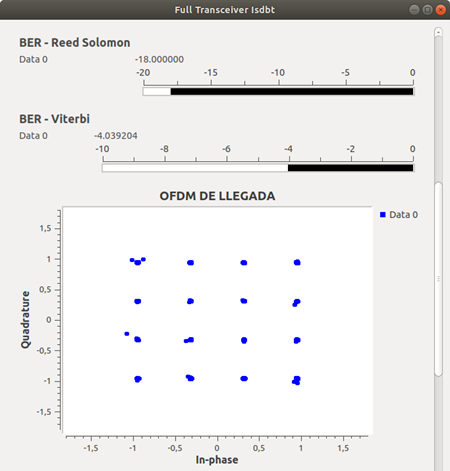 Full Transceiver Isdbt
BER - Reed Solomon
Data 0 -18.000000
-20 -15 -10 -5 0
BER - Viterbi
Data 0 -4.039204
-10 -8 -6 -4 -2 0
OFDM DE LLEGADA
Data 0
1,5
1
0,5
0
-0,5
-1
-1,5
Quadrature
-1,5 -1 -0,5 0 0,5 1 1,5
In-phase